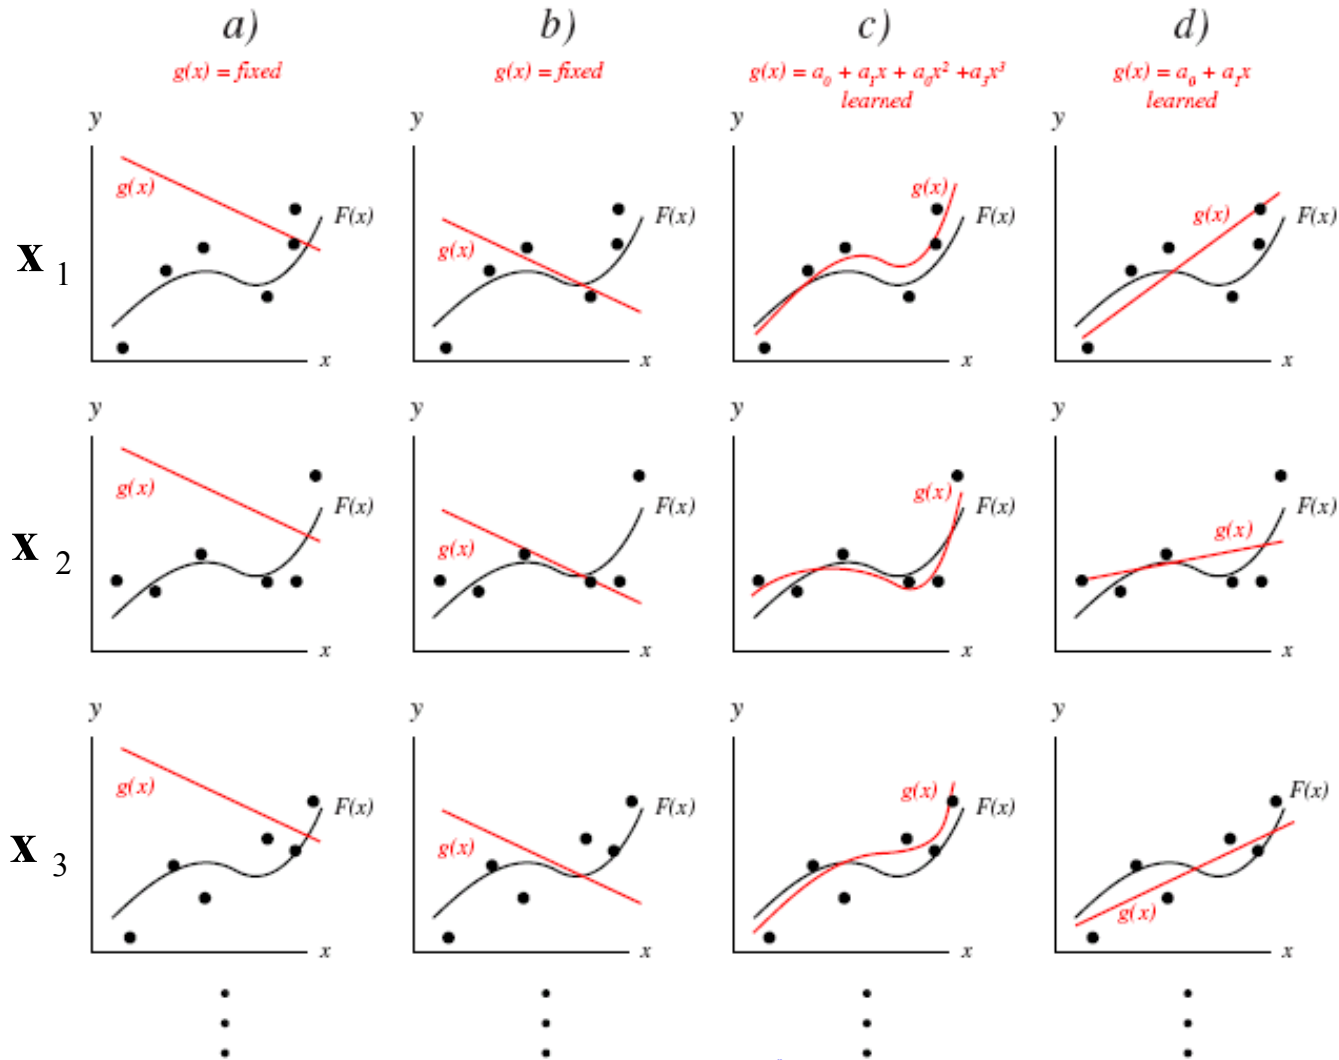 a) b) c) d)
g(x) = fixed g(x) = fixed g(x) = a₀ + a₁x + a₀x² +a₃x³ g(x) = a₀ + a₁x
learned learned
y y y y
g(x) F(x) g(x) F(x) g(x) F(x) g(x) F(x)
x 1
x x x x
y y y y
g(x) F(x) g(x) F(x) g(x) F(x) g(x) F(x)
x 2
x x x x
y y y y
g(x) F(x) g(x) F(x) g(x) F(x) g(x) F(x)
x 3
x x x x